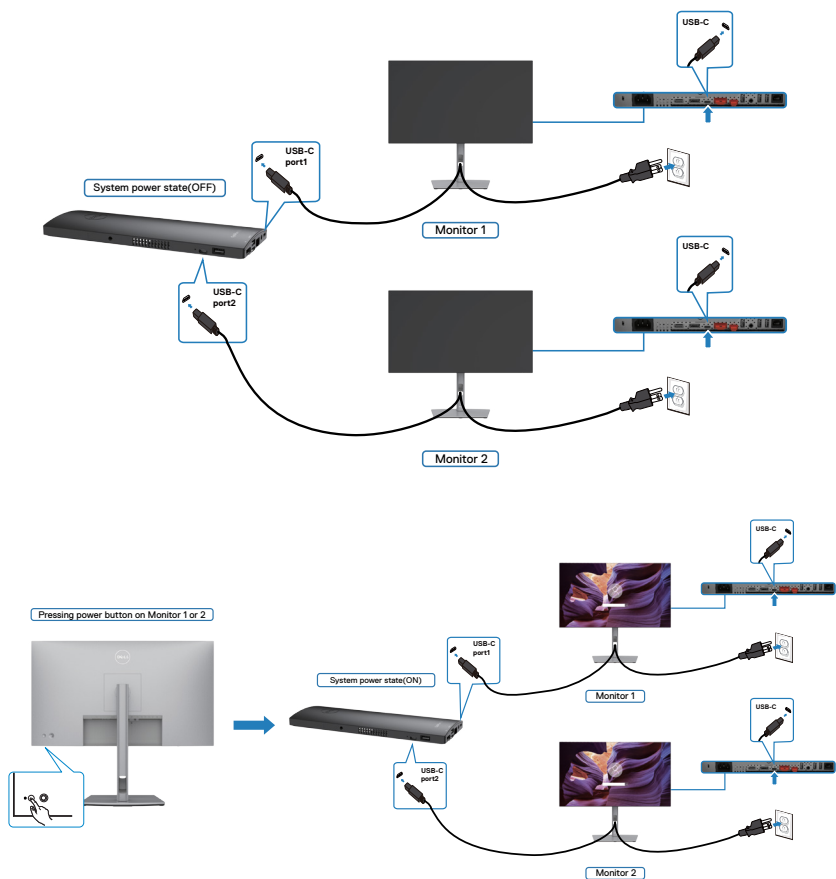 USB-C
USB-C
port1
System power state(OFF)
Monitor 1
USB-C
USB-C
port2
Monitor 2
USB-C
Pressing power button on Monitor 1 or 2
DELL
USB-C
port1
System power state(ON)
Monitor 1
USB-C
USB-C
port2
Monitor 2